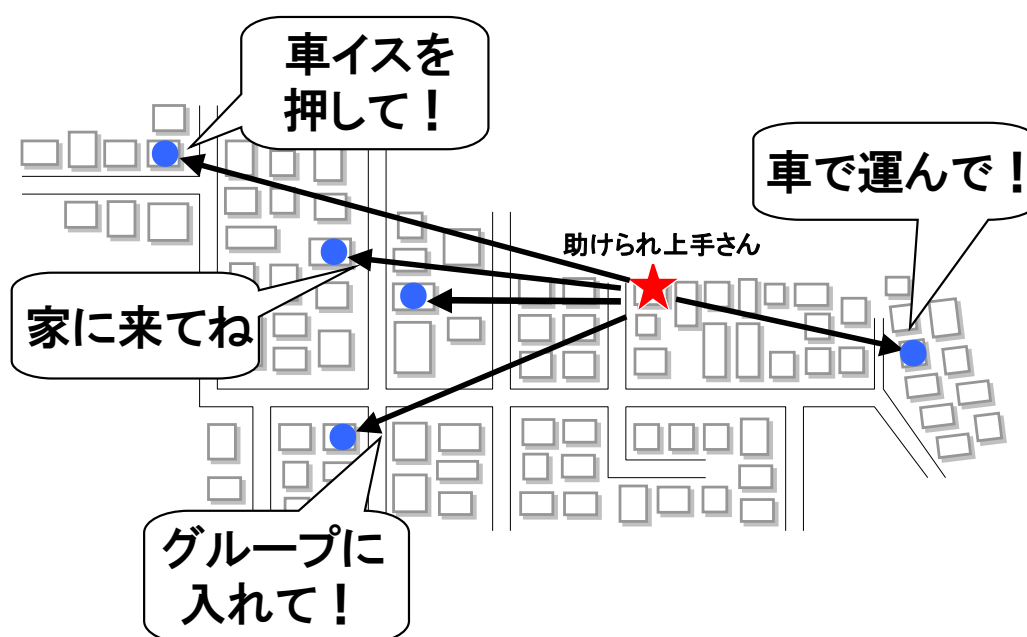 車イスを
押して！
車で運んで！
助けられ上手さん
家に来てね
グループに
入れて！